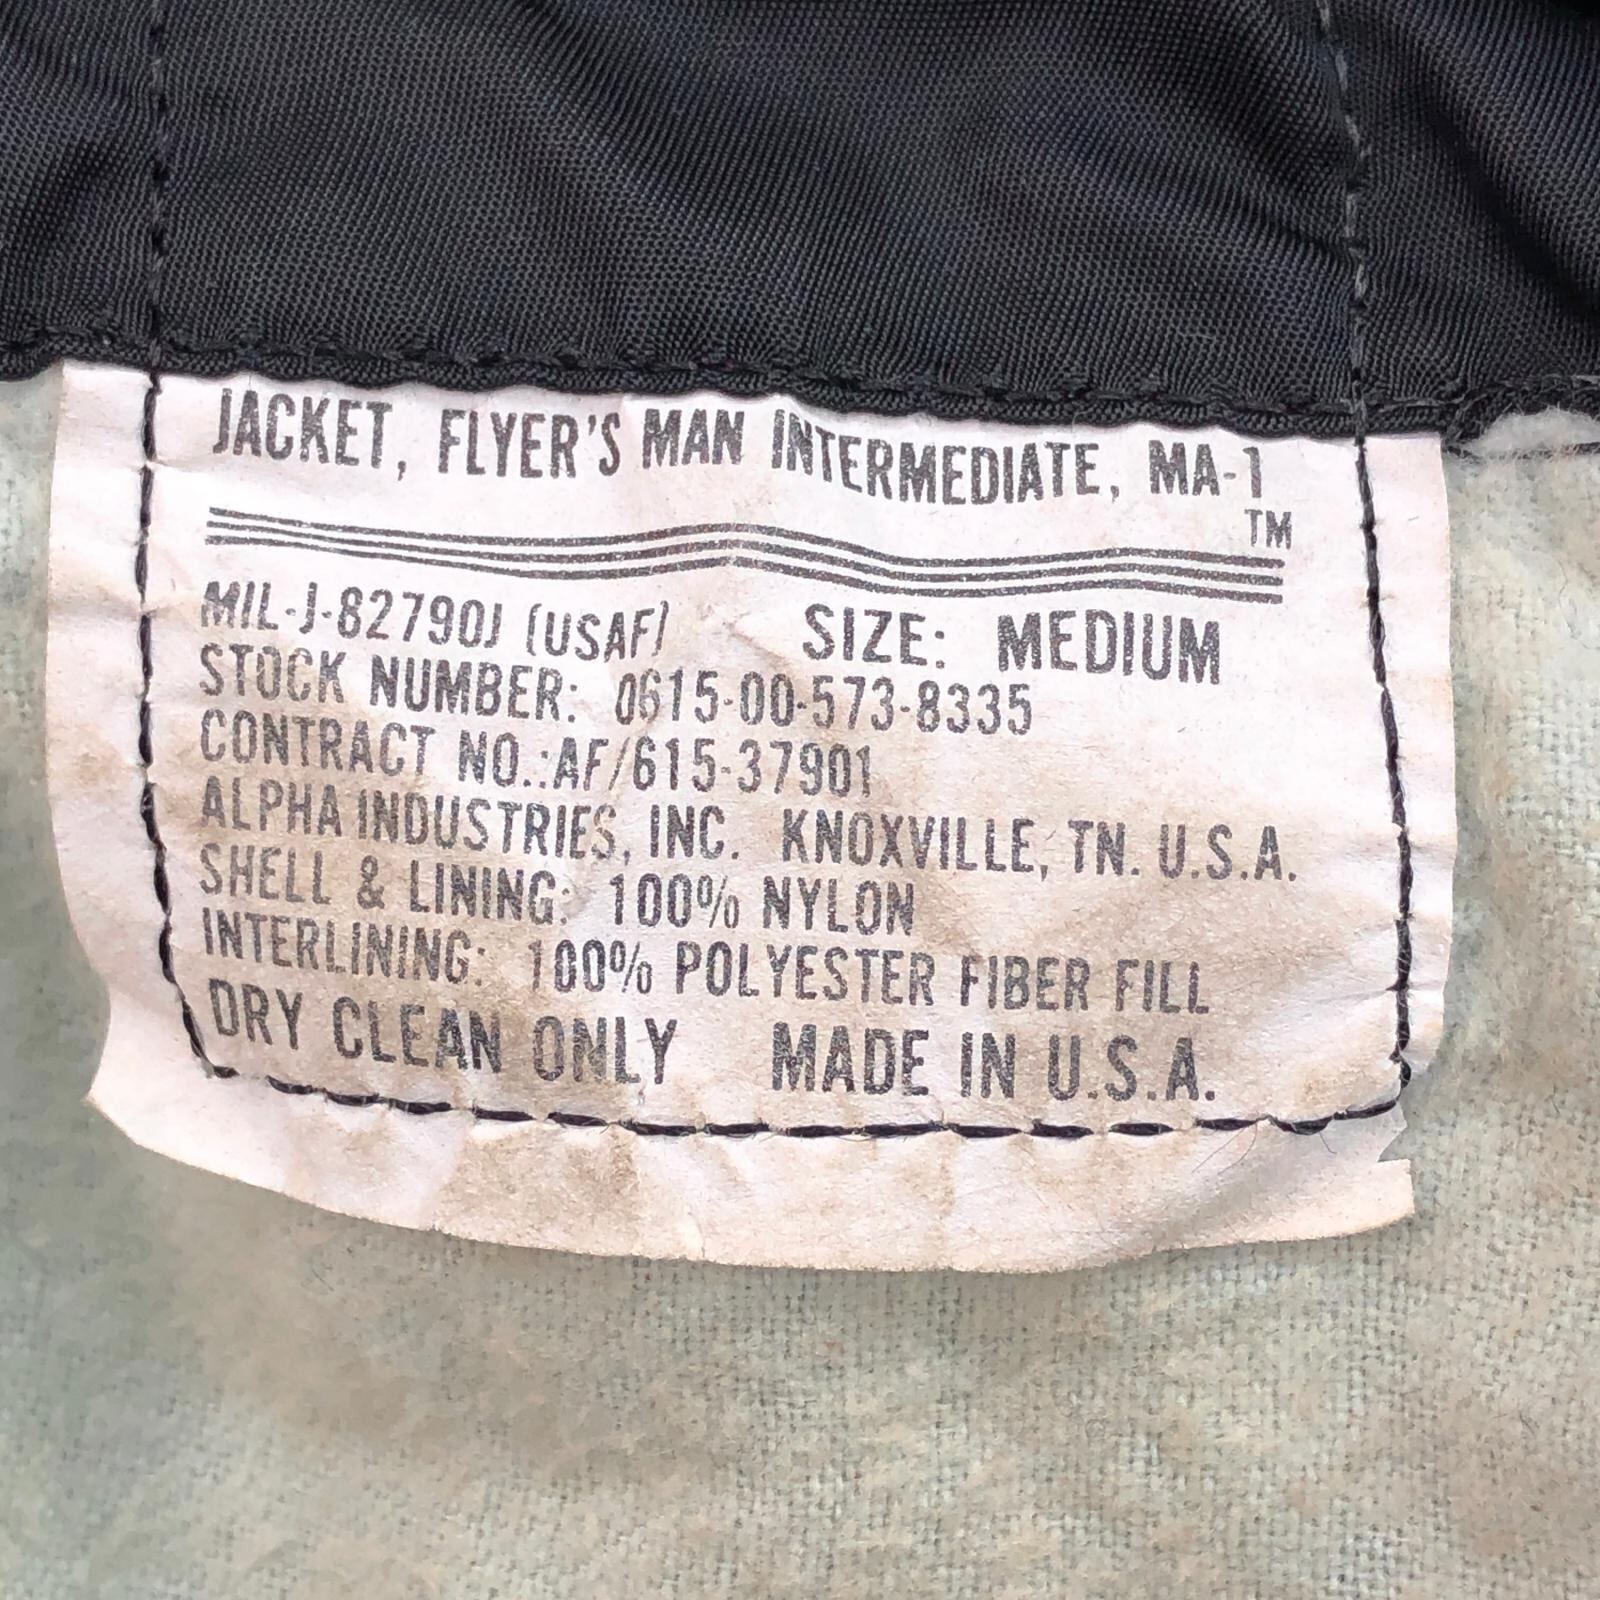 JACKET, FLYER'S MAN INTERMEDIATE, MA-1
TM
MIL-J-82790J (USAF) SIZE: MEDIUM
STOCK NUMBER: 0615-00-573-8335
CONTRACT NO.:AF/615-37901
ALPHA INDUSTRIES, INC. KNOXVILLE, TN. U.S.A.
SHELL & LINING: 100% NYLON
INTERLINING: 100% POLYESTER FIBER FILL
DRY CLEAN ONLY MADE IN U.S.A.